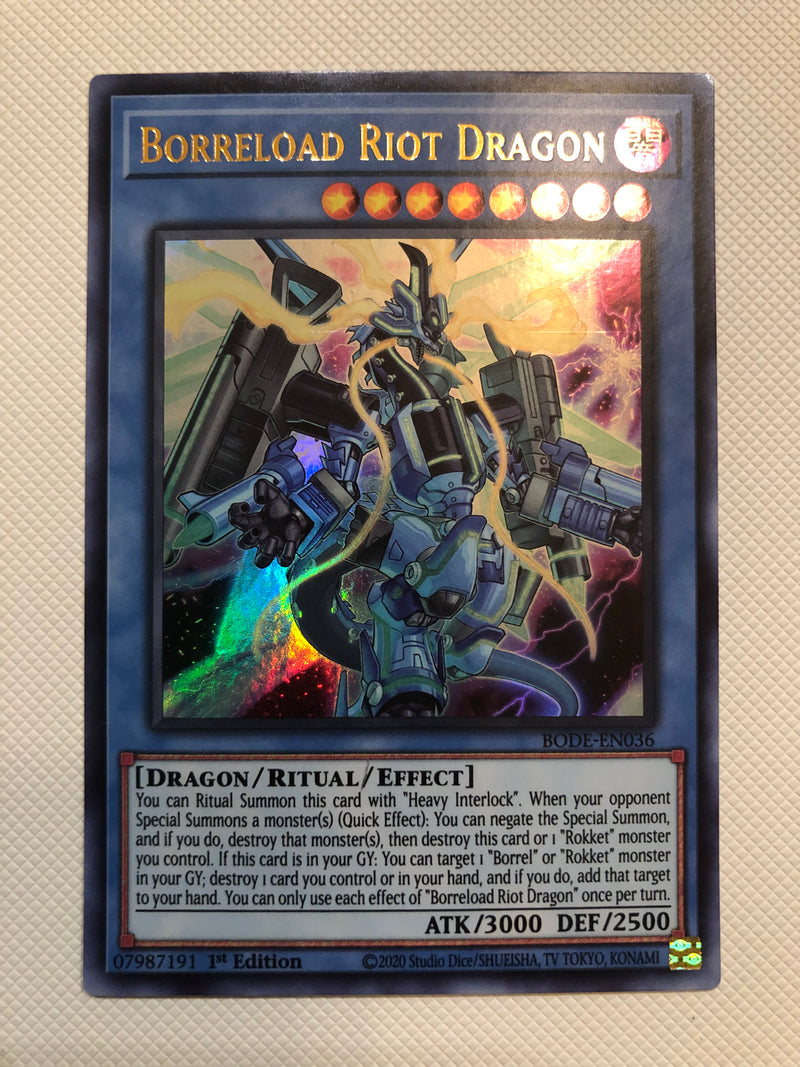 BORRELOAD RIOT DRAGON
DARK
闇
BODE-EN036
[DRAGON/RITUAL/EFFECT]
You can Ritual Summon this card with "Heavy Interlock". When your opponent
Special Summons a monster(s) (Quick Effect): You can negate the Special Summon,
and if you do, destroy that monster(s), then destroy this card or 1 "Rokket" monster
you control. If this card is in your GY: You can target 1 "Borrel" or "Rokket" monster
in your GY; destroy 1 card you control or in your hand, and if you do, add that target
to your hand. You can only use each effect of "Borreload Riot Dragon" once per turn.
ATK/3000 DEF/2500
07987191 1st Edition ©2020 Studio Dice/SHUEISHA, TV TOKYO, KONAMI